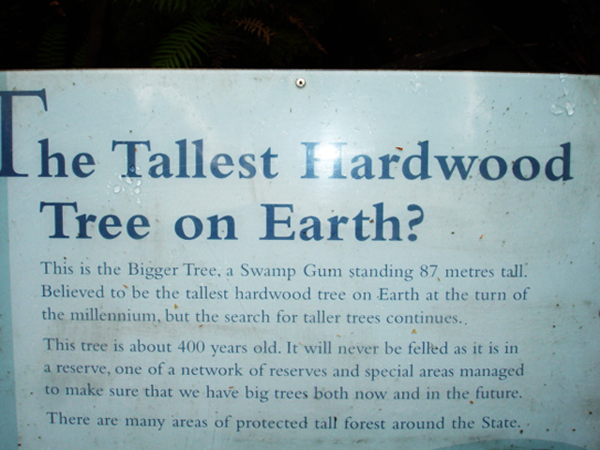 The Tallest Hardwood
Tree on Earth?
This is the Bigger Tree, a Swamp Gum standing 87 metres tall.
Believed to be the tallest hardwood tree on Earth at the turn of
the millennium, but the search for taller trees continues.
This tree is about 400 years old. It will never be felled as it is in
a reserve, one of a network of reserves and special areas managed
to make sure that we have big trees both now and in the future.
There are many areas of protected tall forest around the State.